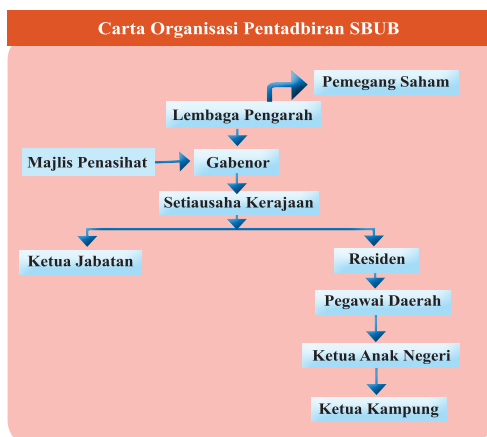 Carta Organisasi Pentadbiran SBUB
Pemegang Saham
Lembaga Pengarah
Majlis Penasihat
Gabenor
Setiausaha Kerajaan
Ketua Jabatan
Residen
Pegawai Daerah
Ketua Anak Negeri
Ketua Kampung